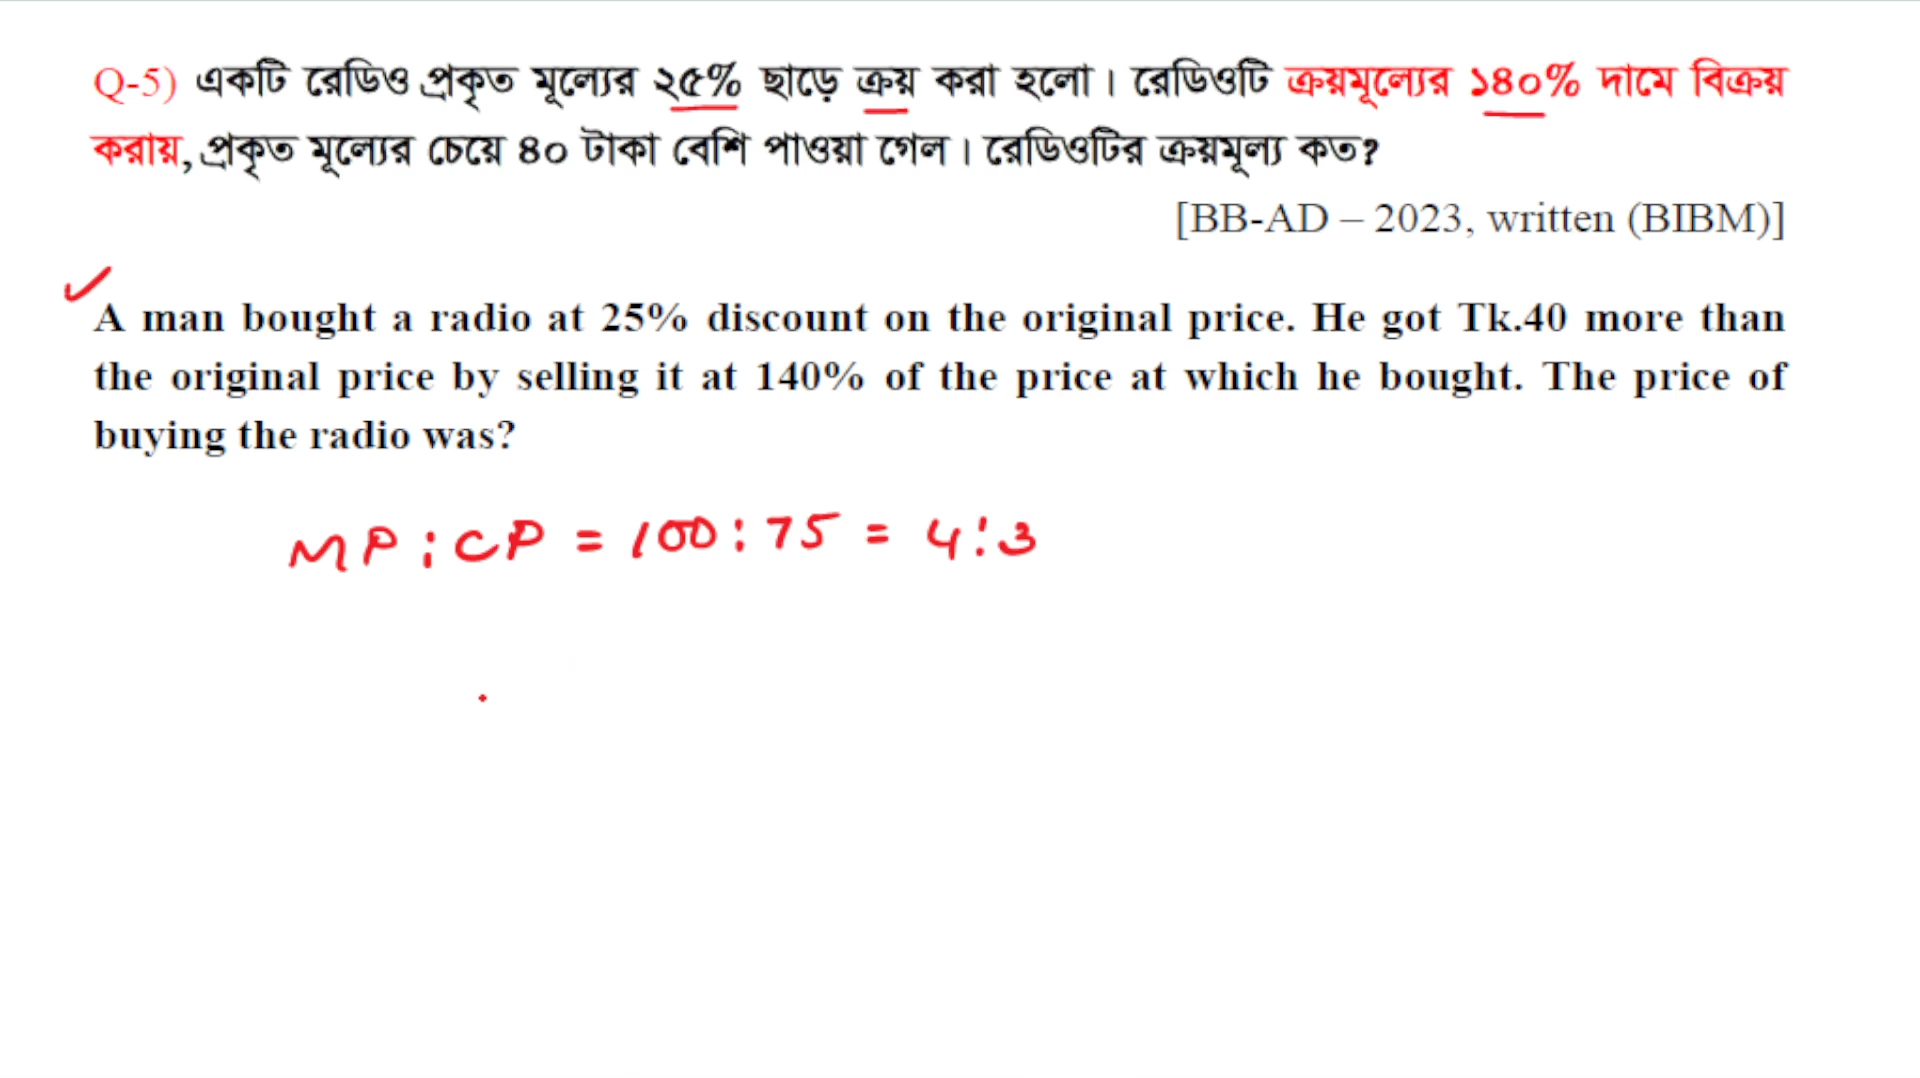 Q-5) একটি রেডিও প্রকৃত মূল্যের ২৫% ছাড়ে ক্রয় করা হলো। রেডিওটি ক্রয়মূল্যের ১৪০% দামে বিক্রয়
করায়, প্রকৃত মূল্যের চেয়ে ৪০ টাকা বেশি পাওয়া গেল। রেডিওটির ক্রয়মূল্য কত?
[BB-AD – 2023, written (BIBM)]
A man bought a radio at 25% discount on the original price. He got Tk.40 more than
the original price by selling it at 140% of the price at which he bought. The price of
buying the radio was?
MP : CP = 100 : 75 = 4 : 3